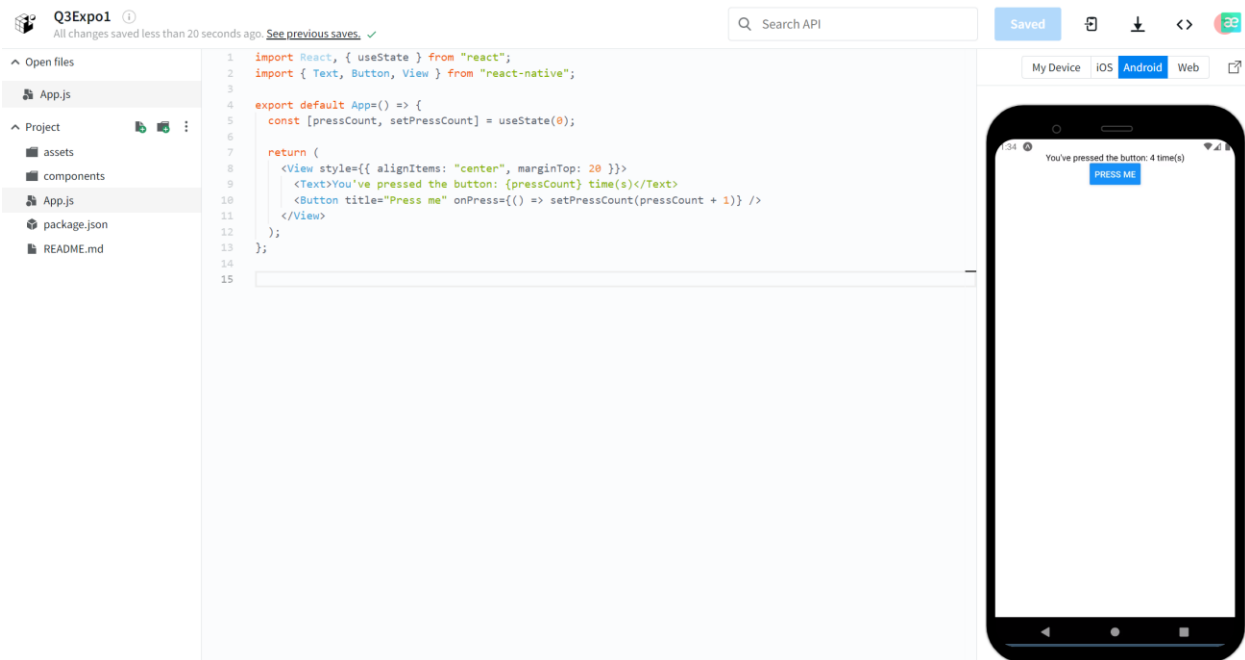 Q3Expo1
All changes saved less than 20 seconds ago. See previous saves.
Search API
Saved
æ
Open files
App.js
Project
assets
components
App.js
package.json
README.md
1 import React, { useState } from "react";
2 import { Text, Button, View } from "react-native";
3
4 export default App=() => {
5   const [pressCount, setPressCount] = useState(0);
6
7   return (
8     <View style={{ alignItems: "center", marginTop: 20 }}>
9       <Text>You've pressed the button: {pressCount} time(s)</Text>
10       <Button title="Press me" onPress={() => setPressCount(pressCount + 1)} />
11     </View>
12   );
13 };
14
15
My Device iOS Android Web
:34
You've pressed the button: 4 time(s)
PRESS ME